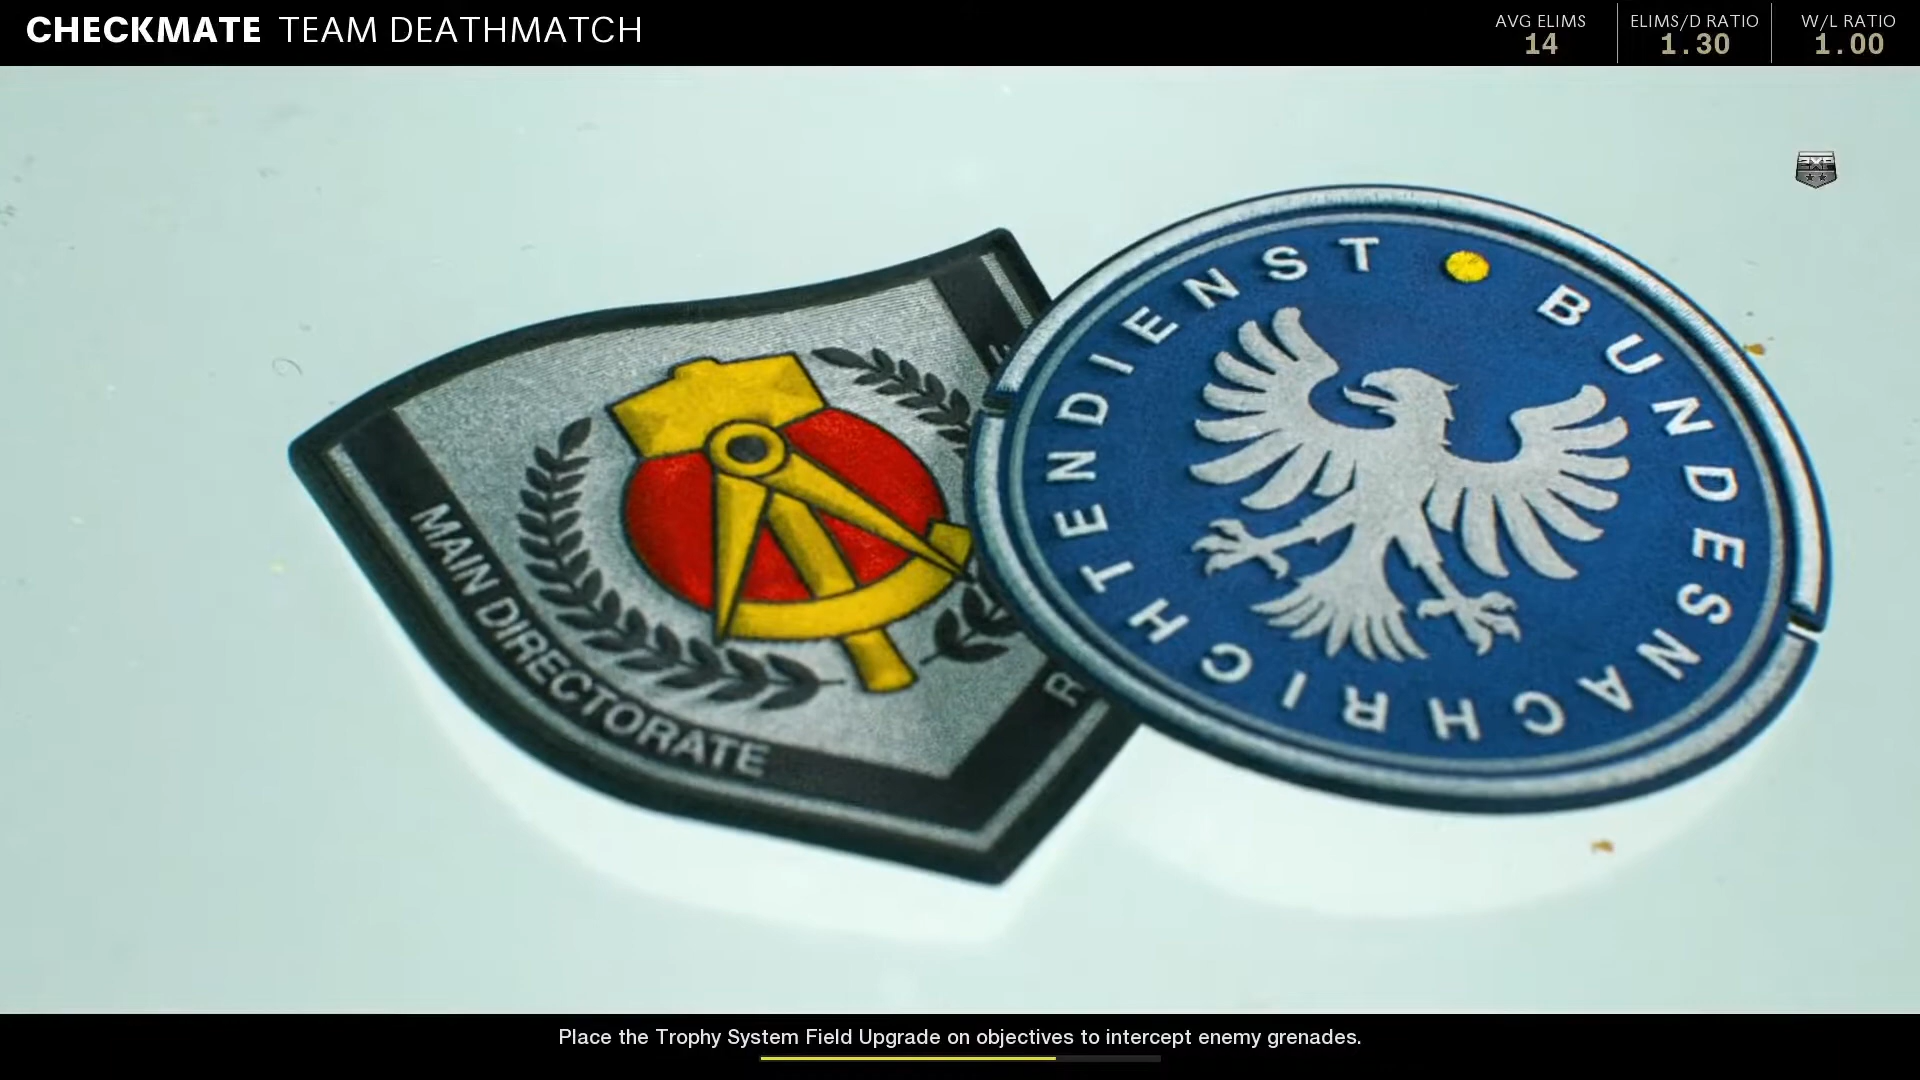 CHECKMATE TEAM DEATHMATCH
AVG ELIMS
14
ELIMS/D RATIO
1.30
W/L RATIO
1.00
MAIN DIRECTORATE
R
BUNDESNACHRICHTENDIENST
Place the Trophy System Field Upgrade on objectives to intercept enemy grenades.